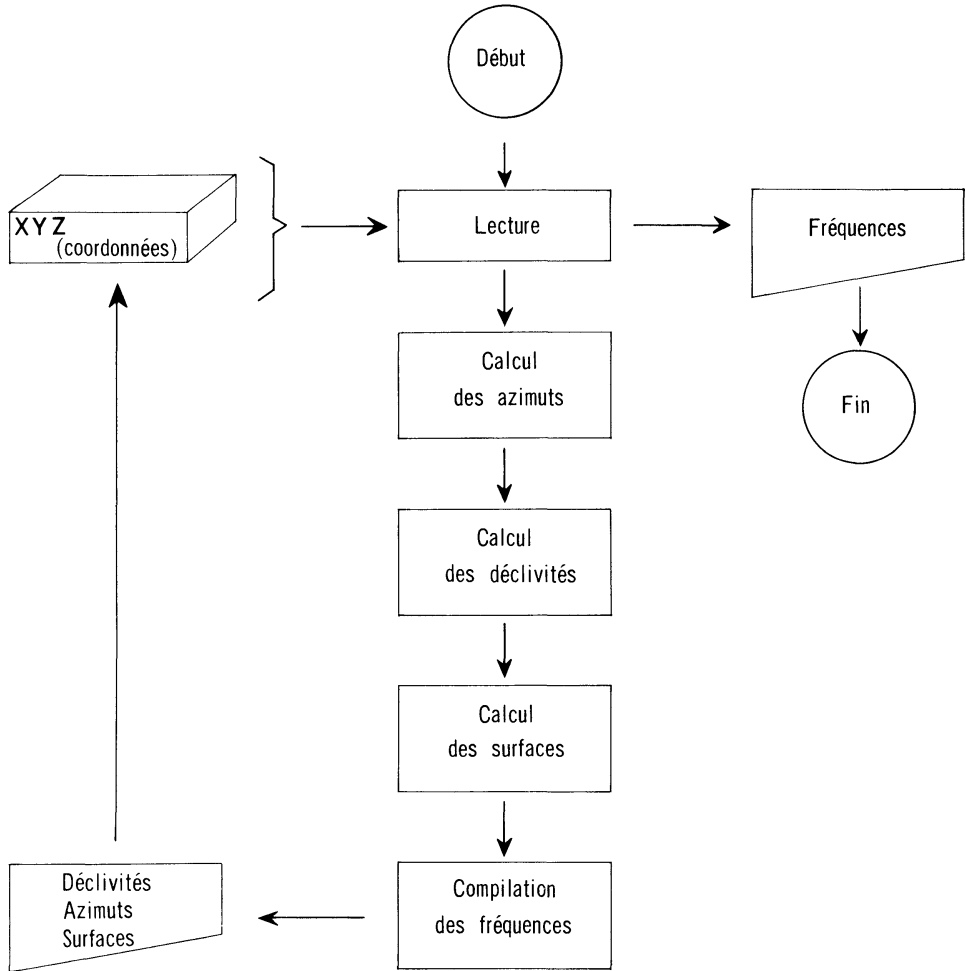 Début
X Y Z
(coordonnées)
Lecture
Fréquences
Calcul
des azimuts
Fin
Calcul
des déclivités
Calcul
des surfaces
Déclivités
Azimuts
Surfaces
Compilation
des fréquences